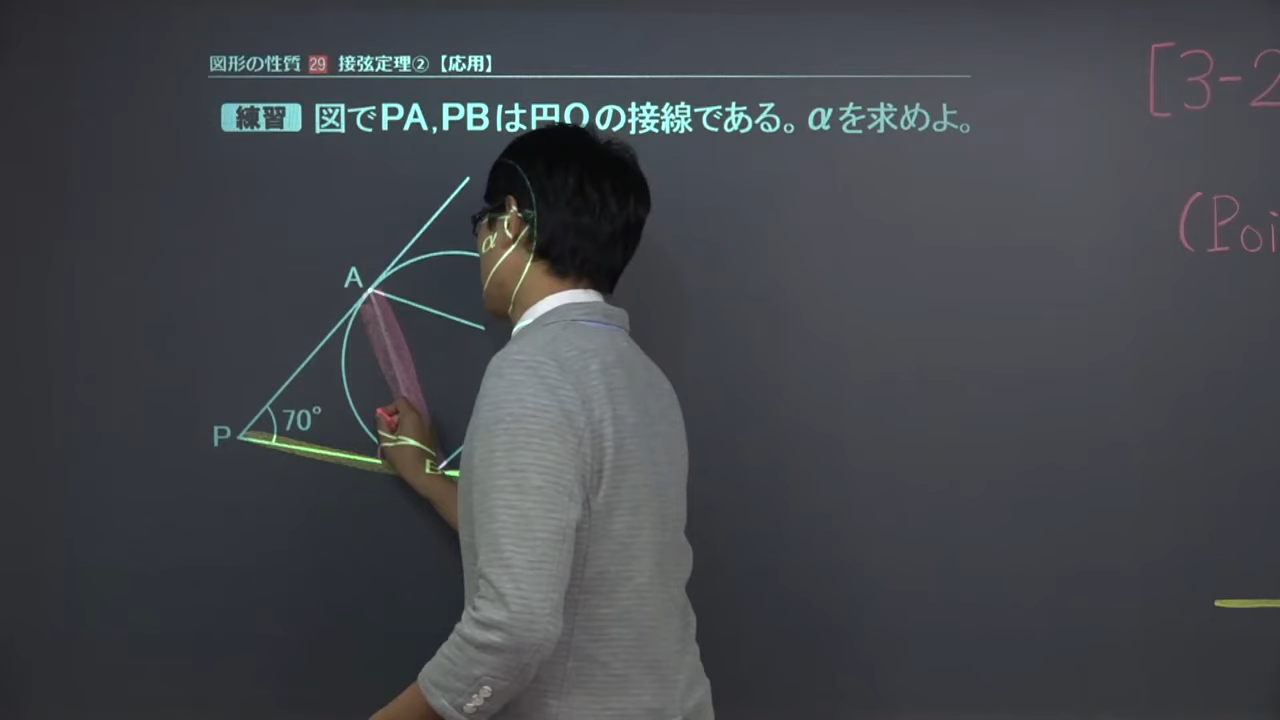 図形の性質 29 接弦定理② 【応用】
練習 図でPA,PBは円Oの接線である。αを求めよ。
[3-2
(Poi
α
A
70°
P
B